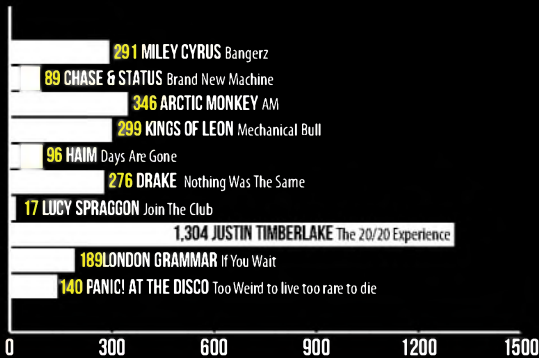 291 MILEY CYRUS Bangerz
89 CHASE & STATUS Brand New Machine
346 ARCTIC MONKEY AM
299 KINGS OF LEON Mechanical Bull
96 HAIM Days Are Gone
276 DRAKE Nothing Was The Same
17 LUCY SPRAGGON Join The Club
1,304 JUSTIN TIMBERLAKE The 20/20 Experience
189LONDON GRAMMAR If You Wait
140 PANIC! AT THE DISCO Too Weird to live too rare to die
0 300 600 900 1200 1500